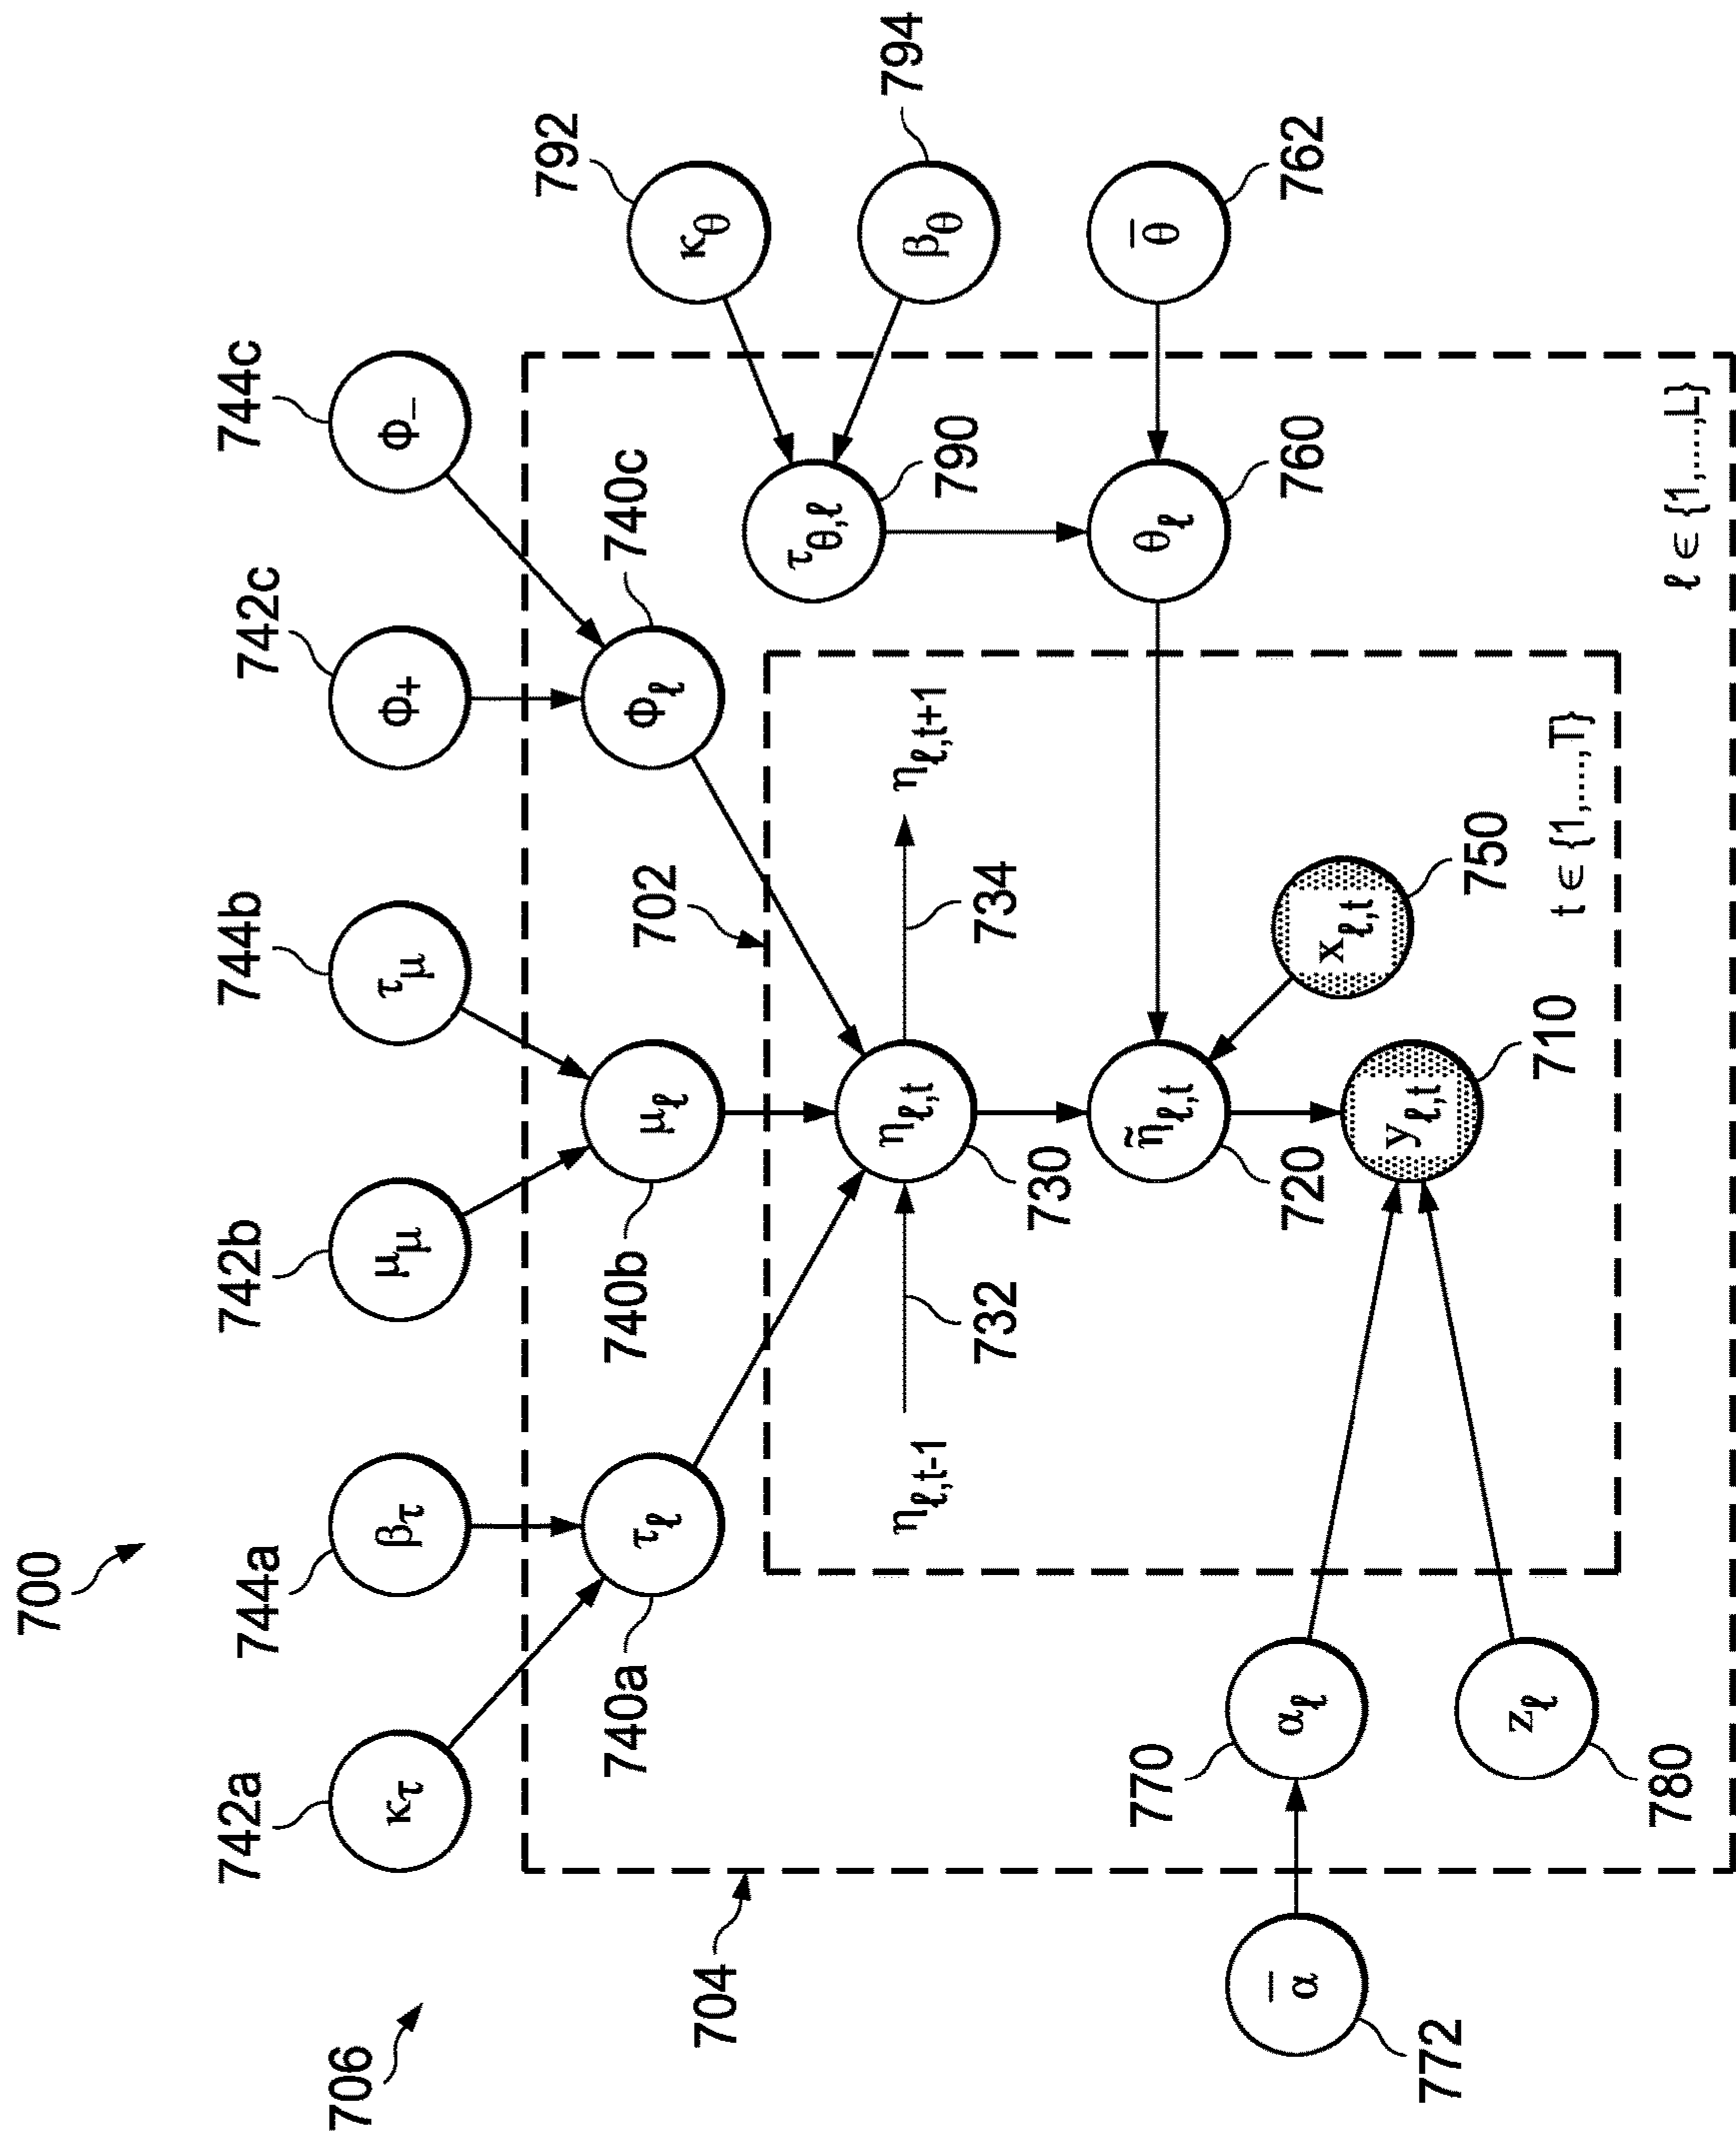 700
706
742a
744a
742b
744b
742c
744c
κτ
βτ
μμ
τμ
ϕ+
ϕ−
704
702
792
κθ
794
βθ
τℓ
μℓ
ϕℓ
740a
740b
740c
τθ,ℓ
790
ηℓ,t-1
ηℓ,t
ηℓ,t+1
732
730
734
772
α̅
770
αℓ
η̃ℓ,t
720
θℓ
760
θ̅
762
xℓ,t
750
yℓ,t
710
zℓ
780
t ∈ {1,....,T}
ℓ ∈ {1,....,L}